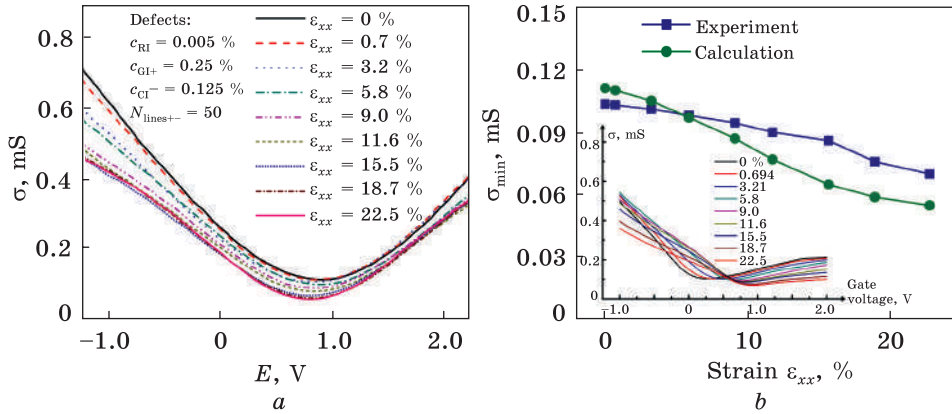 Defects:
c_RI = 0.005 %
c_GI+ = 0.25 %
c_CI− = 0.125 %
N_lines+− = 50
ε_xx = 0 %
ε_xx = 0.7 %
ε_xx = 3.2 %
ε_xx = 5.8 %
ε_xx = 9.0 %
ε_xx = 11.6 %
ε_xx = 15.5 %
ε_xx = 18.7 %
ε_xx = 22.5 %
σ, mS
0.8
0.6
0.4
0.2
0
−1.0
0
1.0
2.0
E, V
a
b
σ_min, mS
0.15
0.12
0.09
0.06
0.03
0
Experiment
Calculation
σ, mS
0.8
0.6
0.4
0.2
0
0 %
0.694
3.21
5.8
9.0
11.6
15.5
18.7
22.5
Gate
voltage, V
−1.0
0
1.0
2.0
0
10
20
Strain ε_xx, %